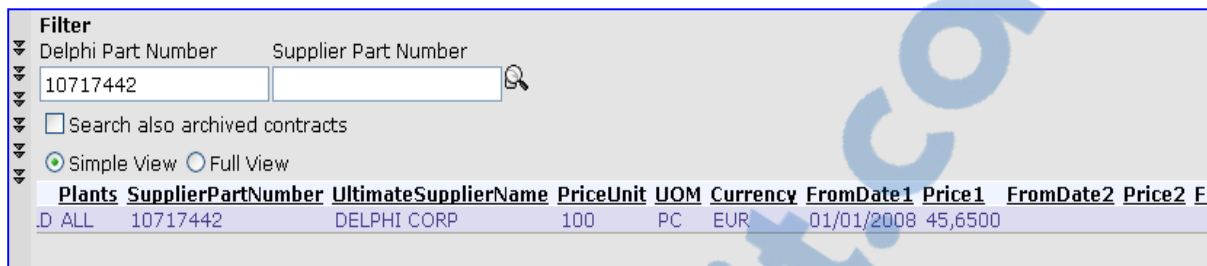 Filter
Delphi Part Number Supplier Part Number
10717442
Search also archived contracts
Simple View Full View
Plants SupplierPartNumber UltimateSupplierName PriceUnit UOM Currency FromDate1 Price1 FromDate2 Price2
ALL 10717442 DELPHI CORP 100 PC EUR 01/01/2008 45,6500